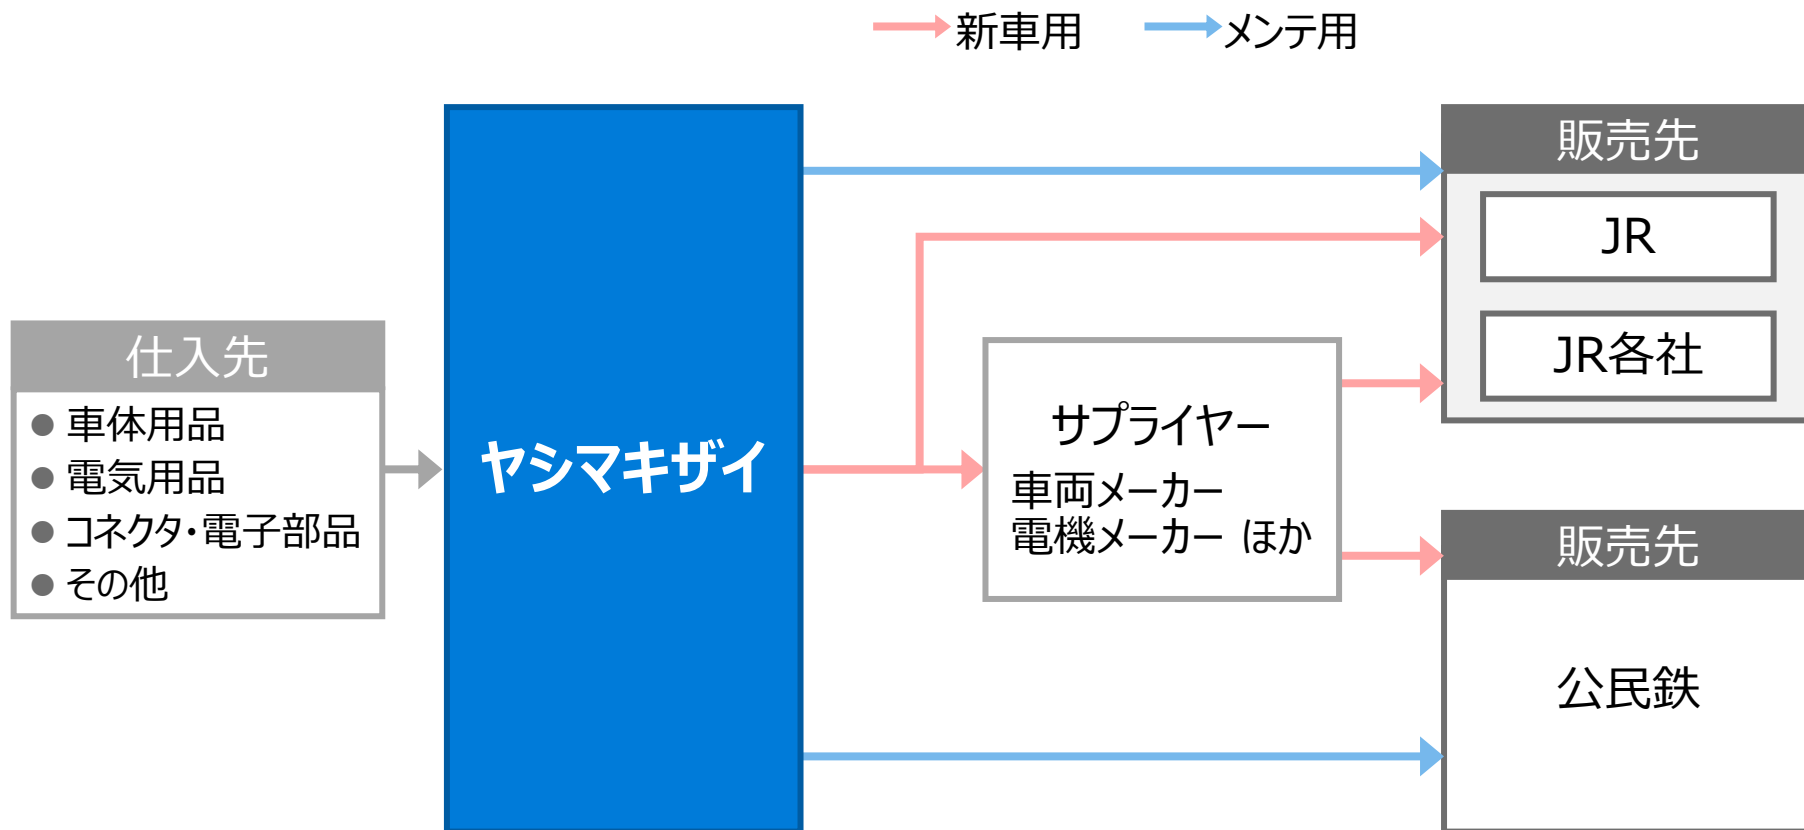 新車用
メンテ用
仕入先
車体用品
電気用品
コネクタ・電子部品
その他
ヤシマキザイ
サプライヤー
車両メーカー
電機メーカー ほか
販売先
JR
JR各社
販売先
公民鉄